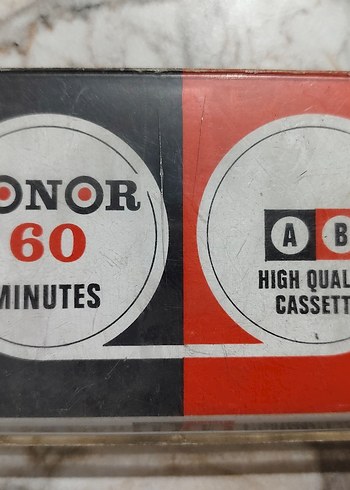 ONOR
60
MINUTES
A B
HIGH QUAL
CASSETT